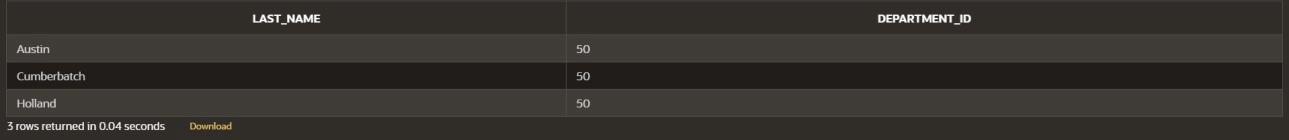 LAST_NAME DEPARTMENT_ID
Austin 50
Cumberbatch 50
Holland 50
3 rows returned in 0.04 seconds Download